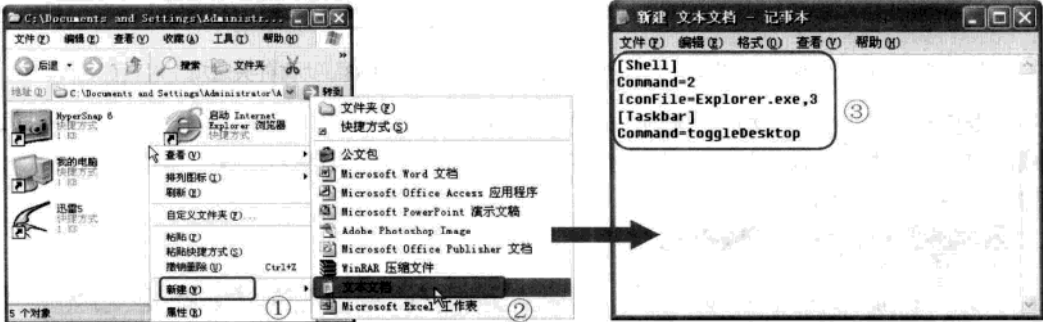 C:\Documents and Settings\Administr...
文件(F) 编辑(E) 查看(V) 收藏(A) 工具(T) 帮助(H)
后退 搜索 文件夹
地址(D) C:\Documents and Settings\Administrator\A 转到
HyperSnap 6
快捷方式
1 KB
启动 Internet
Explorer 浏览器
快捷方式
我的电脑
快捷方式
1 KB
迅雷5
快捷方式
1 KB
5 个对象
查看(V)
排列图标(I)
刷新(E)
自定义文件夹(F)...
粘贴(P)
粘贴快捷方式(S)
撤销删除(U) Ctrl+Z
新建(W) ①
属性(R)
文件夹(F)
快捷方式(S)
公文包
Microsoft Word 文档
Microsoft Office Access 应用程序
Microsoft PowerPoint 演示文稿
Adobe Photoshop Image
Microsoft Office Publisher 文档
WinRAR 压缩文件
文本文档
Microsoft Excel 工作表 ②
新建 文本文档 - 记事本
文件(F) 编辑(E) 格式(O) 查看(V) 帮助(H)
[Shell]
Command=2
IconFile=Explorer.exe,3
[Taskbar]
Command=toggleDesktop
③